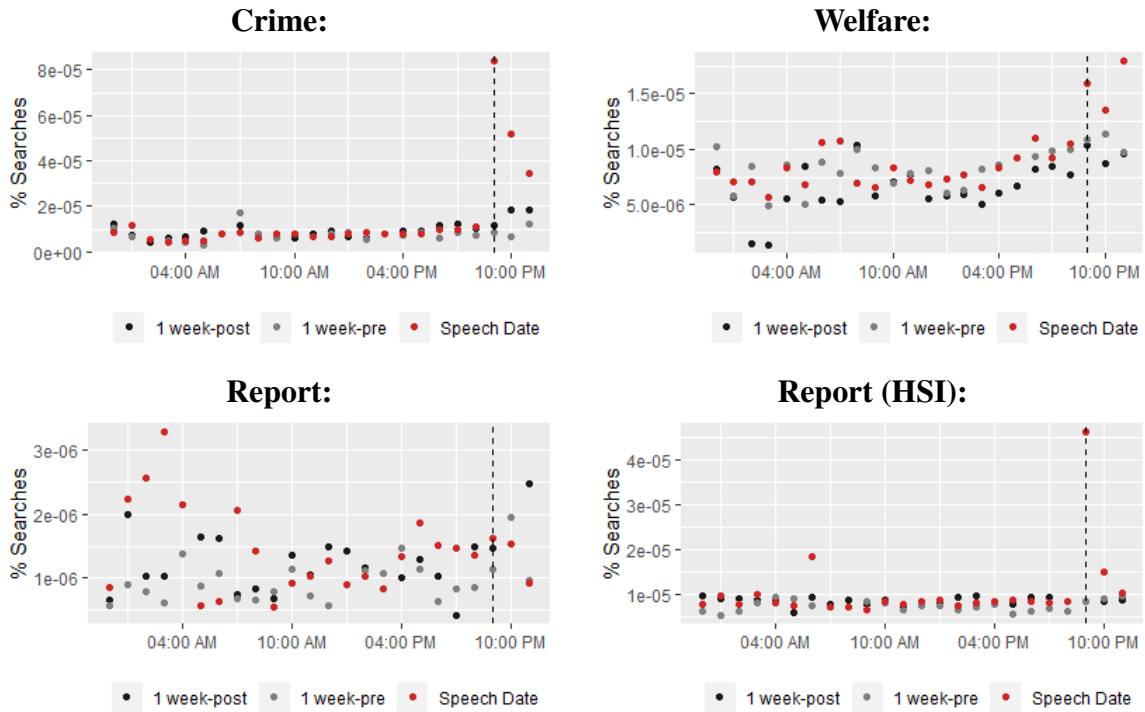 Crime:
% Searches
8e-05
6e-05
4e-05
2e-05
0e+00
04:00 AM 10:00 AM 04:00 PM 10:00 PM
1 week-post 1 week-pre Speech Date
Welfare:
% Searches
1.5e-05
1.0e-05
5.0e-06
04:00 AM 10:00 AM 04:00 PM 10:00 PM
1 week-post 1 week-pre Speech Date
Report:
% Searches
3e-06
2e-06
1e-06
04:00 AM 10:00 AM 04:00 PM 10:00 PM
1 week-post 1 week-pre Speech Date
Report (HSI):
% Searches
4e-05
2e-05
1e-05
04:00 AM 10:00 AM 04:00 PM 10:00 PM
1 week-post 1 week-pre Speech Date